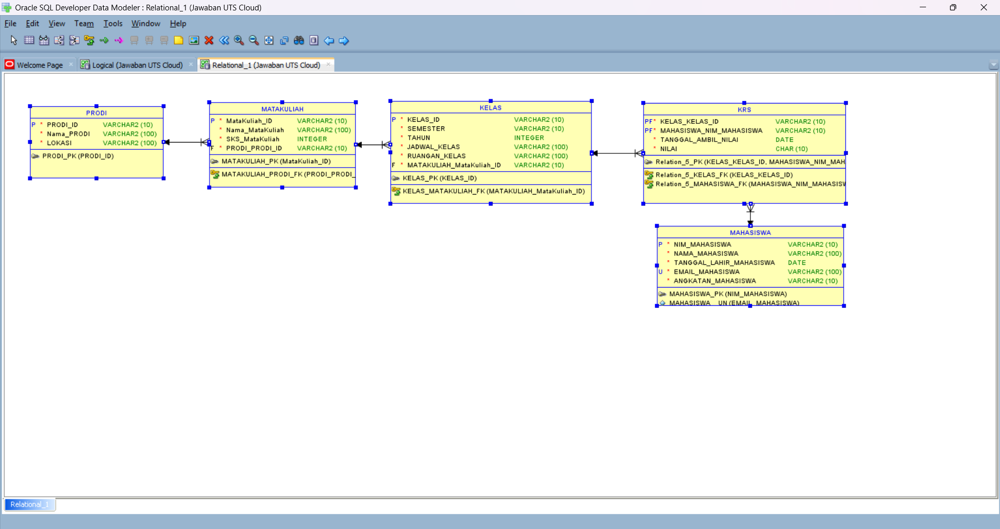 Oracle SQL Developer Data Modeler : Relational_1 (Jawaban UTS Cloud)
File Edit View Team Tools Window Help
Welcome Page Logical (Jawaban UTS Cloud) Relational_1 (Jawaban UTS Cloud)
PRODI
P * PRODI_ID VARCHAR2 (10)
* Nama_PRODI VARCHAR2 (100)
* LOKASI VARCHAR2 (100)
PRODI_PK (PRODI_ID)
MATAKULIAH
P * MataKuliah_ID VARCHAR2 (10)
* Nama_MataKuliah VARCHAR2 (100)
* SKS_MataKuliah INTEGER
F * PRODI_PRODI_ID VARCHAR2 (10)
MATAKULIAH_PK (MataKuliah_ID)
MATAKULIAH_PRODI_FK (PRODI_PRODI_
KELAS
P * KELAS_ID VARCHAR2 (10)
* SEMESTER VARCHAR2 (10)
* TAHUN INTEGER
* JADWAL_KELAS VARCHAR2 (100)
* RUANGAN_KELAS VARCHAR2 (100)
F * MATAKULIAH_MataKuliah_ID VARCHAR2 (10)
KELAS_PK (KELAS_ID)
KELAS_MATAKULIAH_FK (MATAKULIAH_MataKuliah_ID)
KRS
PF* KELAS_KELAS_ID VARCHAR2 (10)
PF* MAHASISWA_NIM_MAHASISWA VARCHAR2 (10)
* TANGGAL_AMBIL_NILAI DATE
* NILAI CHAR (10)
Relation_5_PK (KELAS_KELAS_ID, MAHASISWA_NIM_MAH
Relation_5_KELAS_FK (KELAS_KELAS_ID)
Relation_5_MAHASISWA_FK (MAHASISWA_NIM_MAHASISW
MAHASISWA
P * NIM_MAHASISWA VARCHAR2 (10)
* NAMA_MAHASISWA VARCHAR2 (100)
* TANGGAL_LAHIR_MAHASISWA DATE
U * EMAIL_MAHASISWA VARCHAR2 (100)
* ANGKATAN_MAHASISWA VARCHAR2 (10)
MAHASISWA_PK (NIM_MAHASISWA)
MAHASISWA__UN (EMAIL_MAHASISWA)
Relational_1